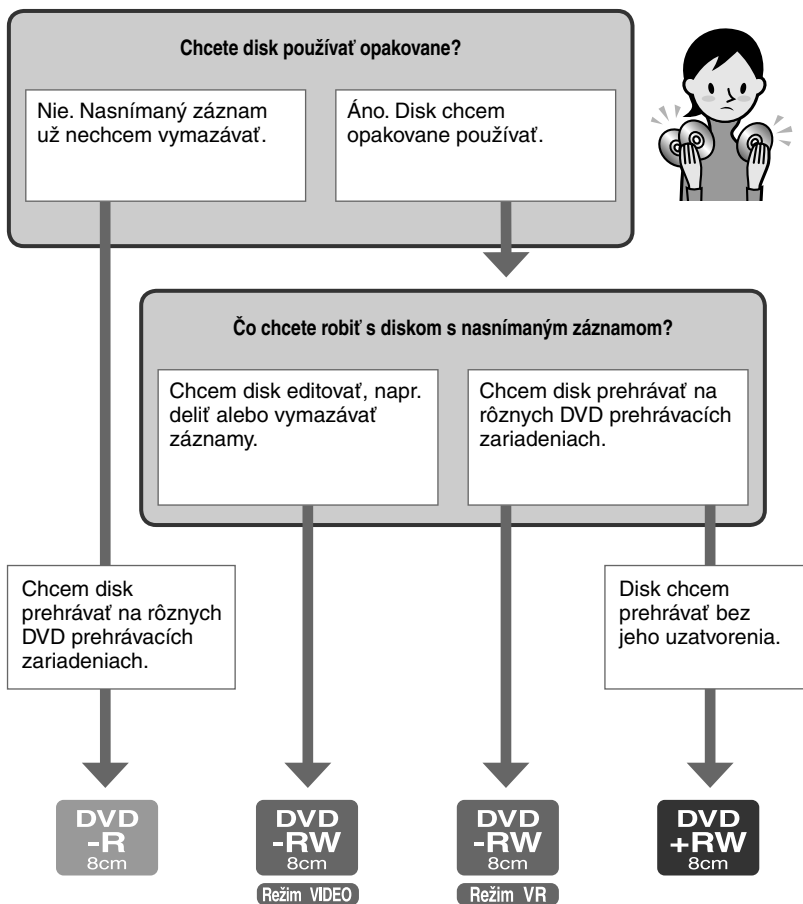 Chcete disk používať opakovane?
Nie. Nasnímaný záznam
už nechcem vymazávať.
Áno. Disk chcem
opakovane používať.
Čo chcete robiť s diskom s nasnímaným záznamom?
Chcem disk editovať, napr.
deliť alebo vymazávať
záznamy.
Chcem disk prehrávať na
rôznych DVD prehrávacích
zariadeniach.
Chcem disk
prehrávať na rôznych
DVD prehrávacích
zariadeniach.
Disk chcem
prehrávať bez
jeho uzatvorenia.
DVD
-R
8cm
DVD
-RW
8cm
Režim VIDEO
DVD
-RW
8cm
Režim VR
DVD
+RW
8cm